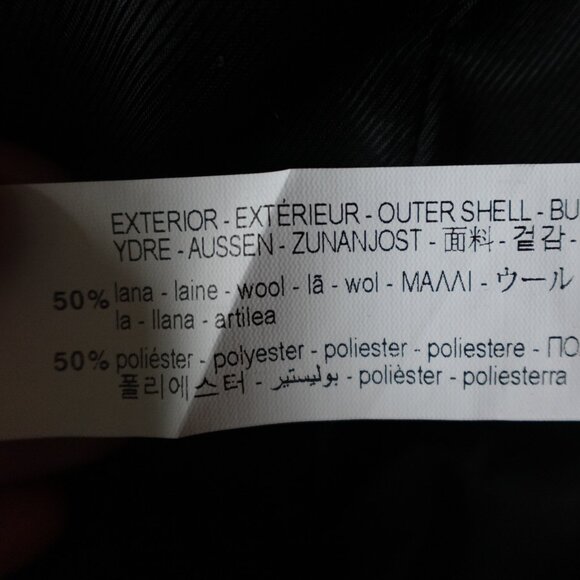 EXTERIOR - EXTÉRIEUR - OUTER SHELL - BU
YDRE - AUSSEN - ZUNANJOST - 面料 - 겉감 -
50% lana - laine - wool - lã - wol - ΜΑΛΛΙ - ウール
la - llana - artilea
50% poliéster - polyester - poliester - poliestere - ΠΟ
폴리에스터 - بوليستير - polièster - poliesterra